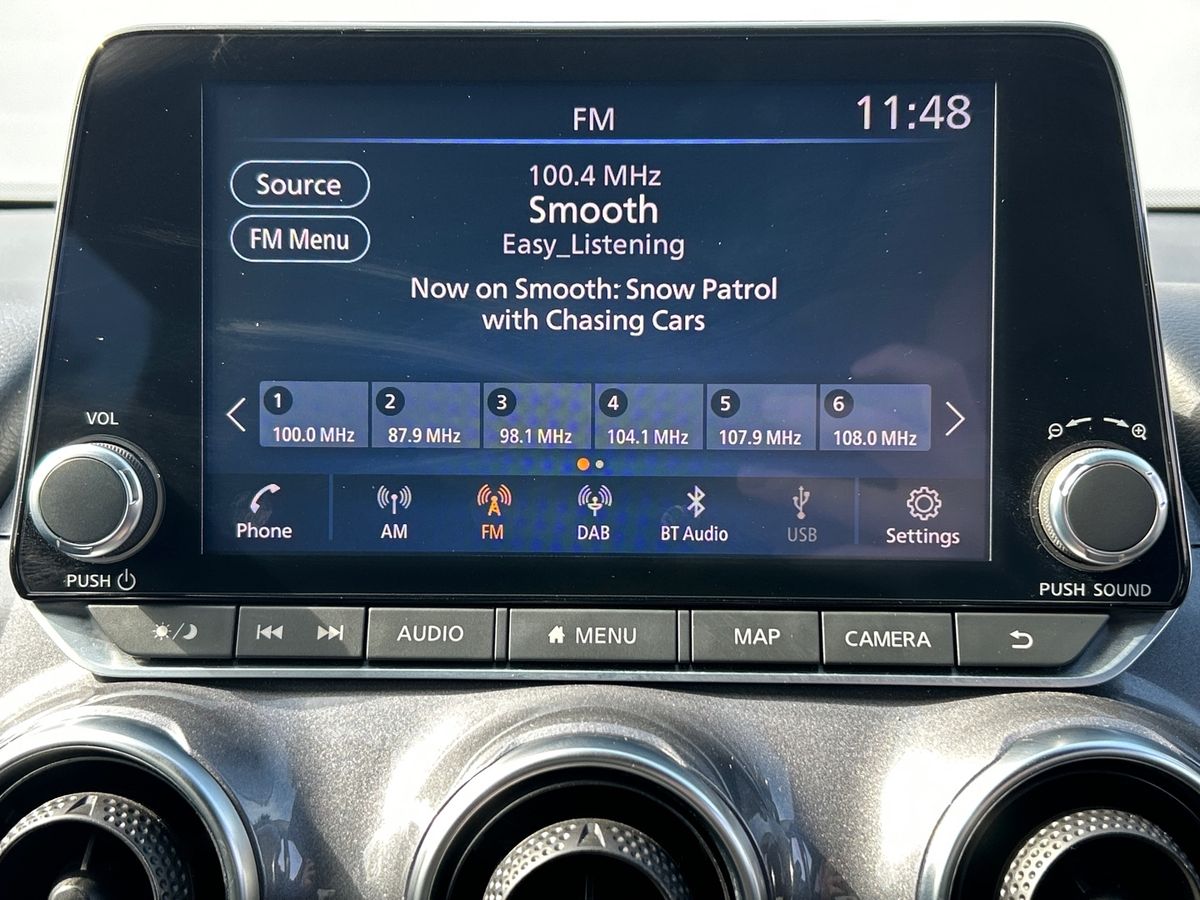 FM
11:48
Source
100.4 MHz
Smooth
FM Menu
Easy_Listening
Now on Smooth: Snow Patrol
with Chasing Cars
1 2 3 4 5 6
100.0 MHz 87.9 MHz 98.1 MHz 104.1 MHz 107.9 MHz 108.0 MHz
VOL
Phone AM FM DAB BT Audio USB Settings
PUSH
PUSH SOUND
AUDIO MENU MAP CAMERA